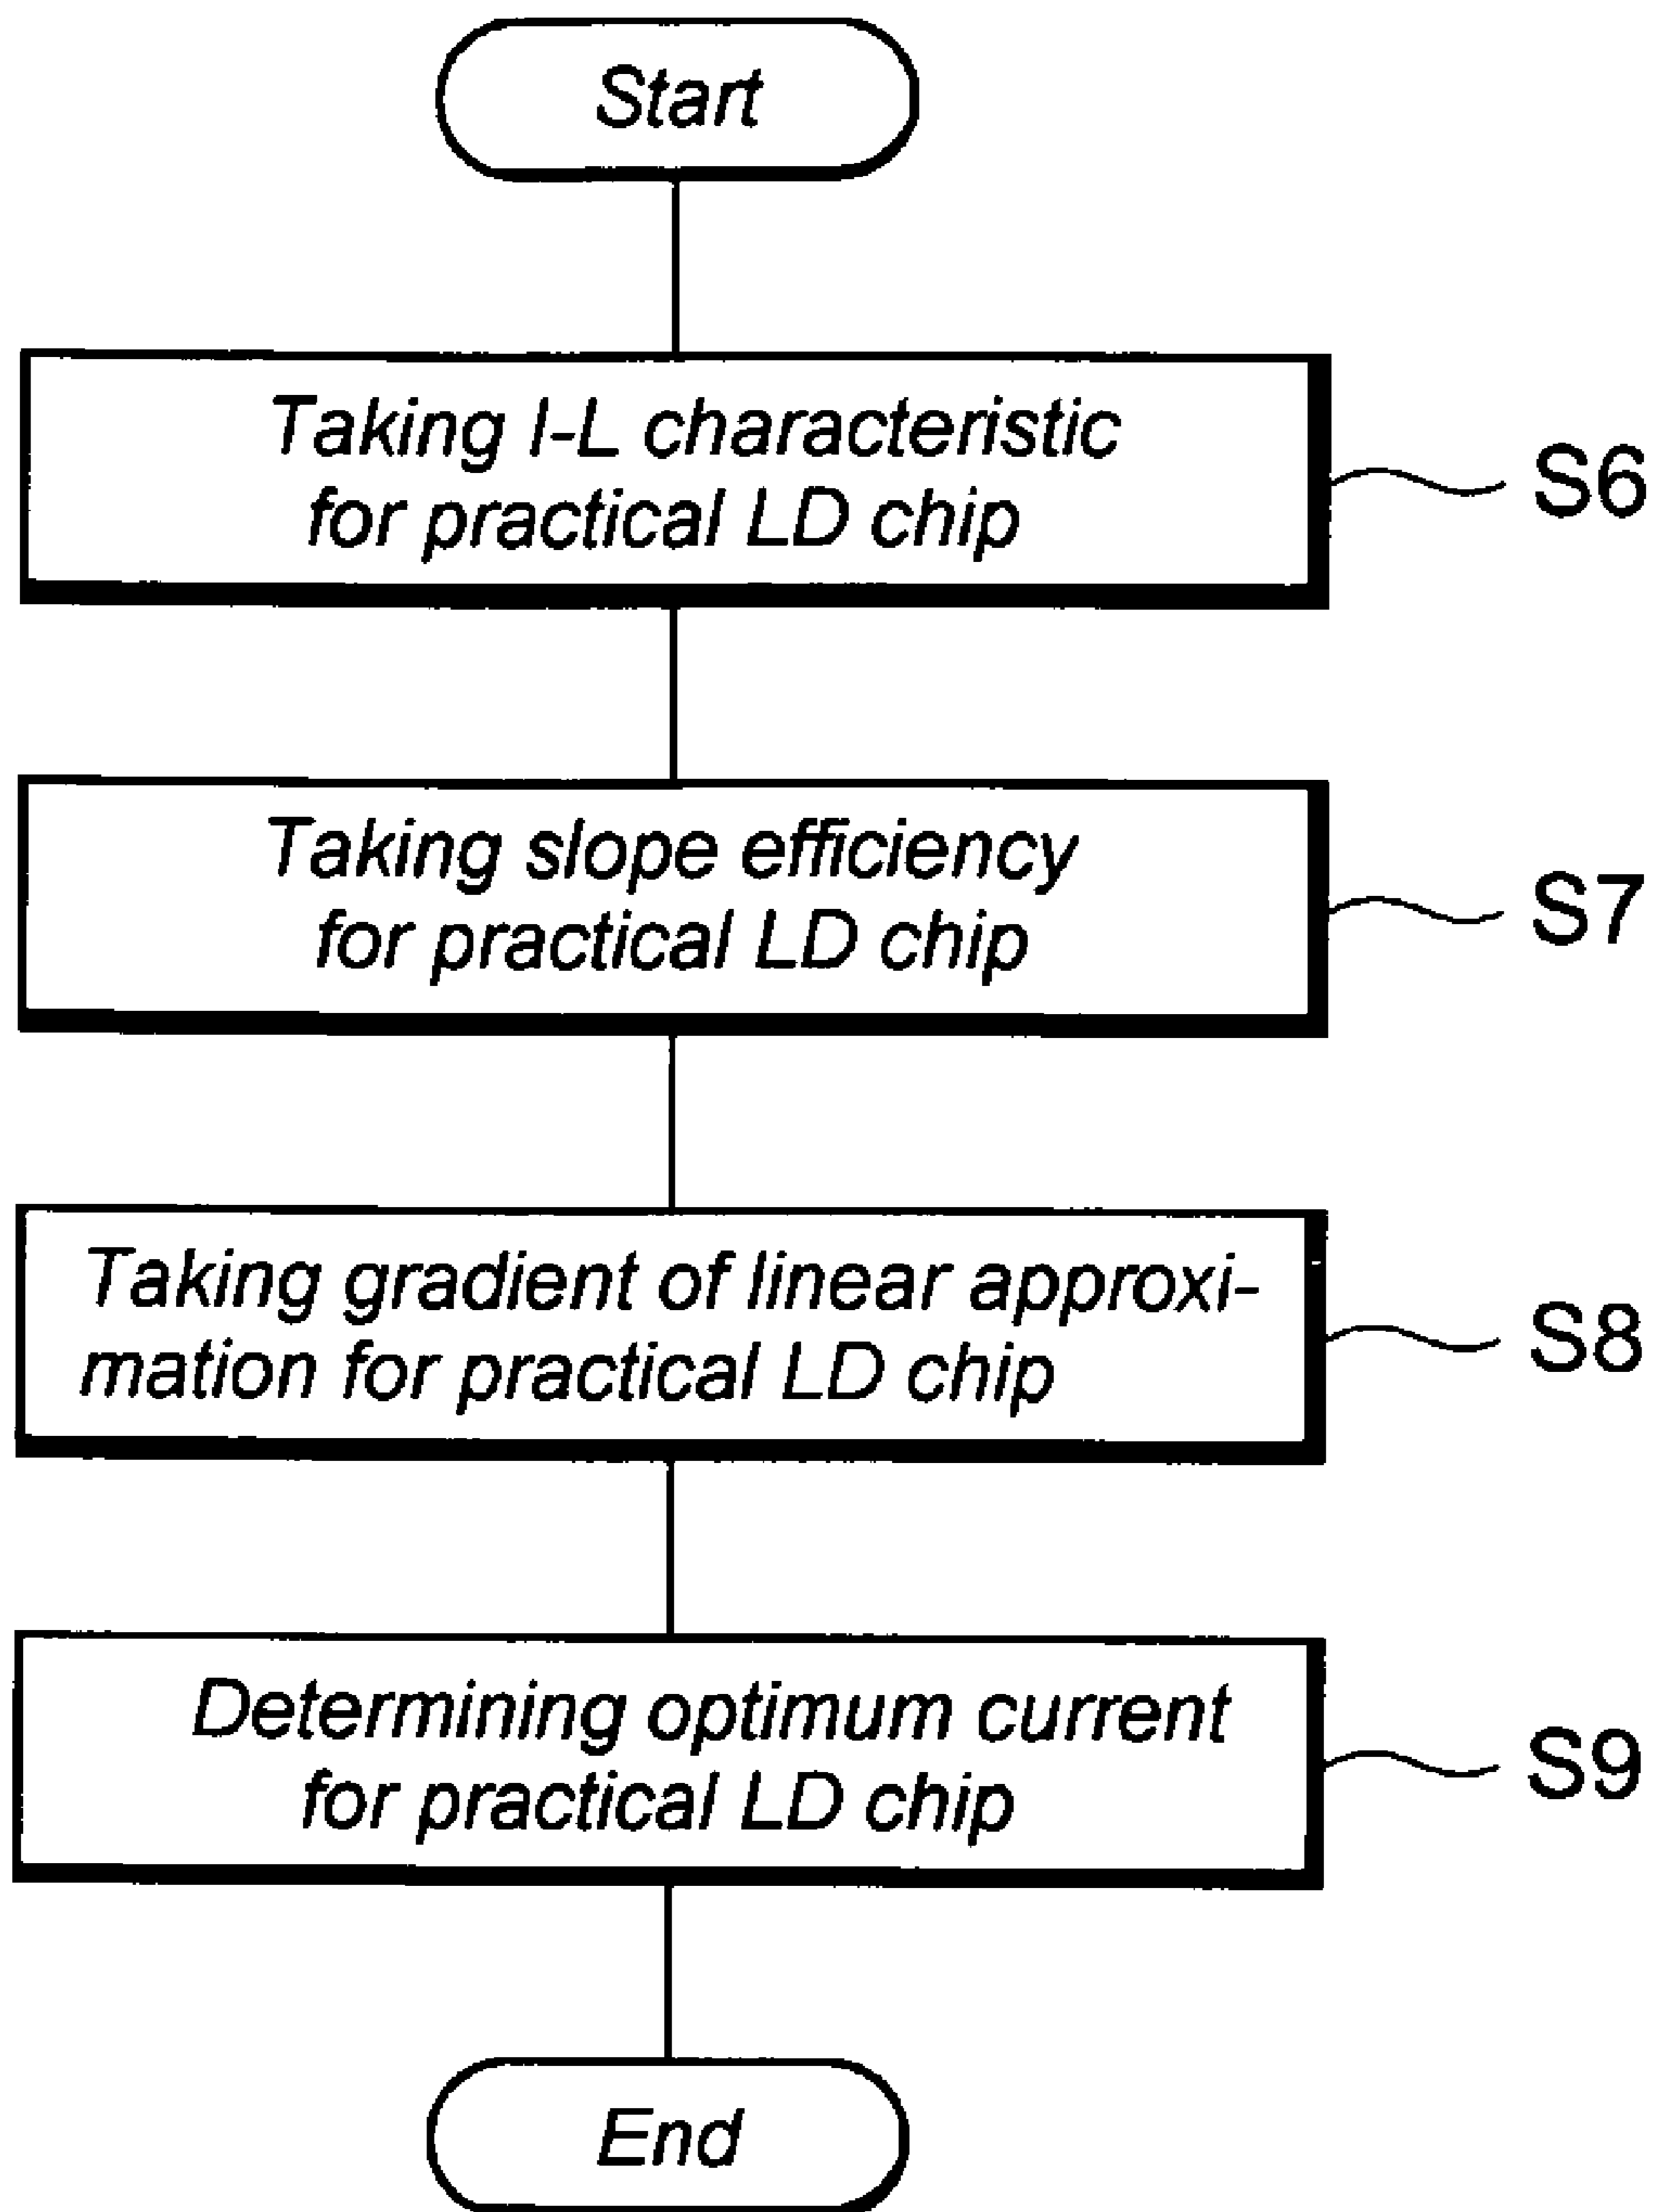 Start
Taking I-L characteristic
for practical LD chip
S6
Taking slope efficiency
for practical LD chip
S7
Taking gradient of linear approxi-
mation for practical LD chip
S8
Determining optimum current
for practical LD chip
S9
End